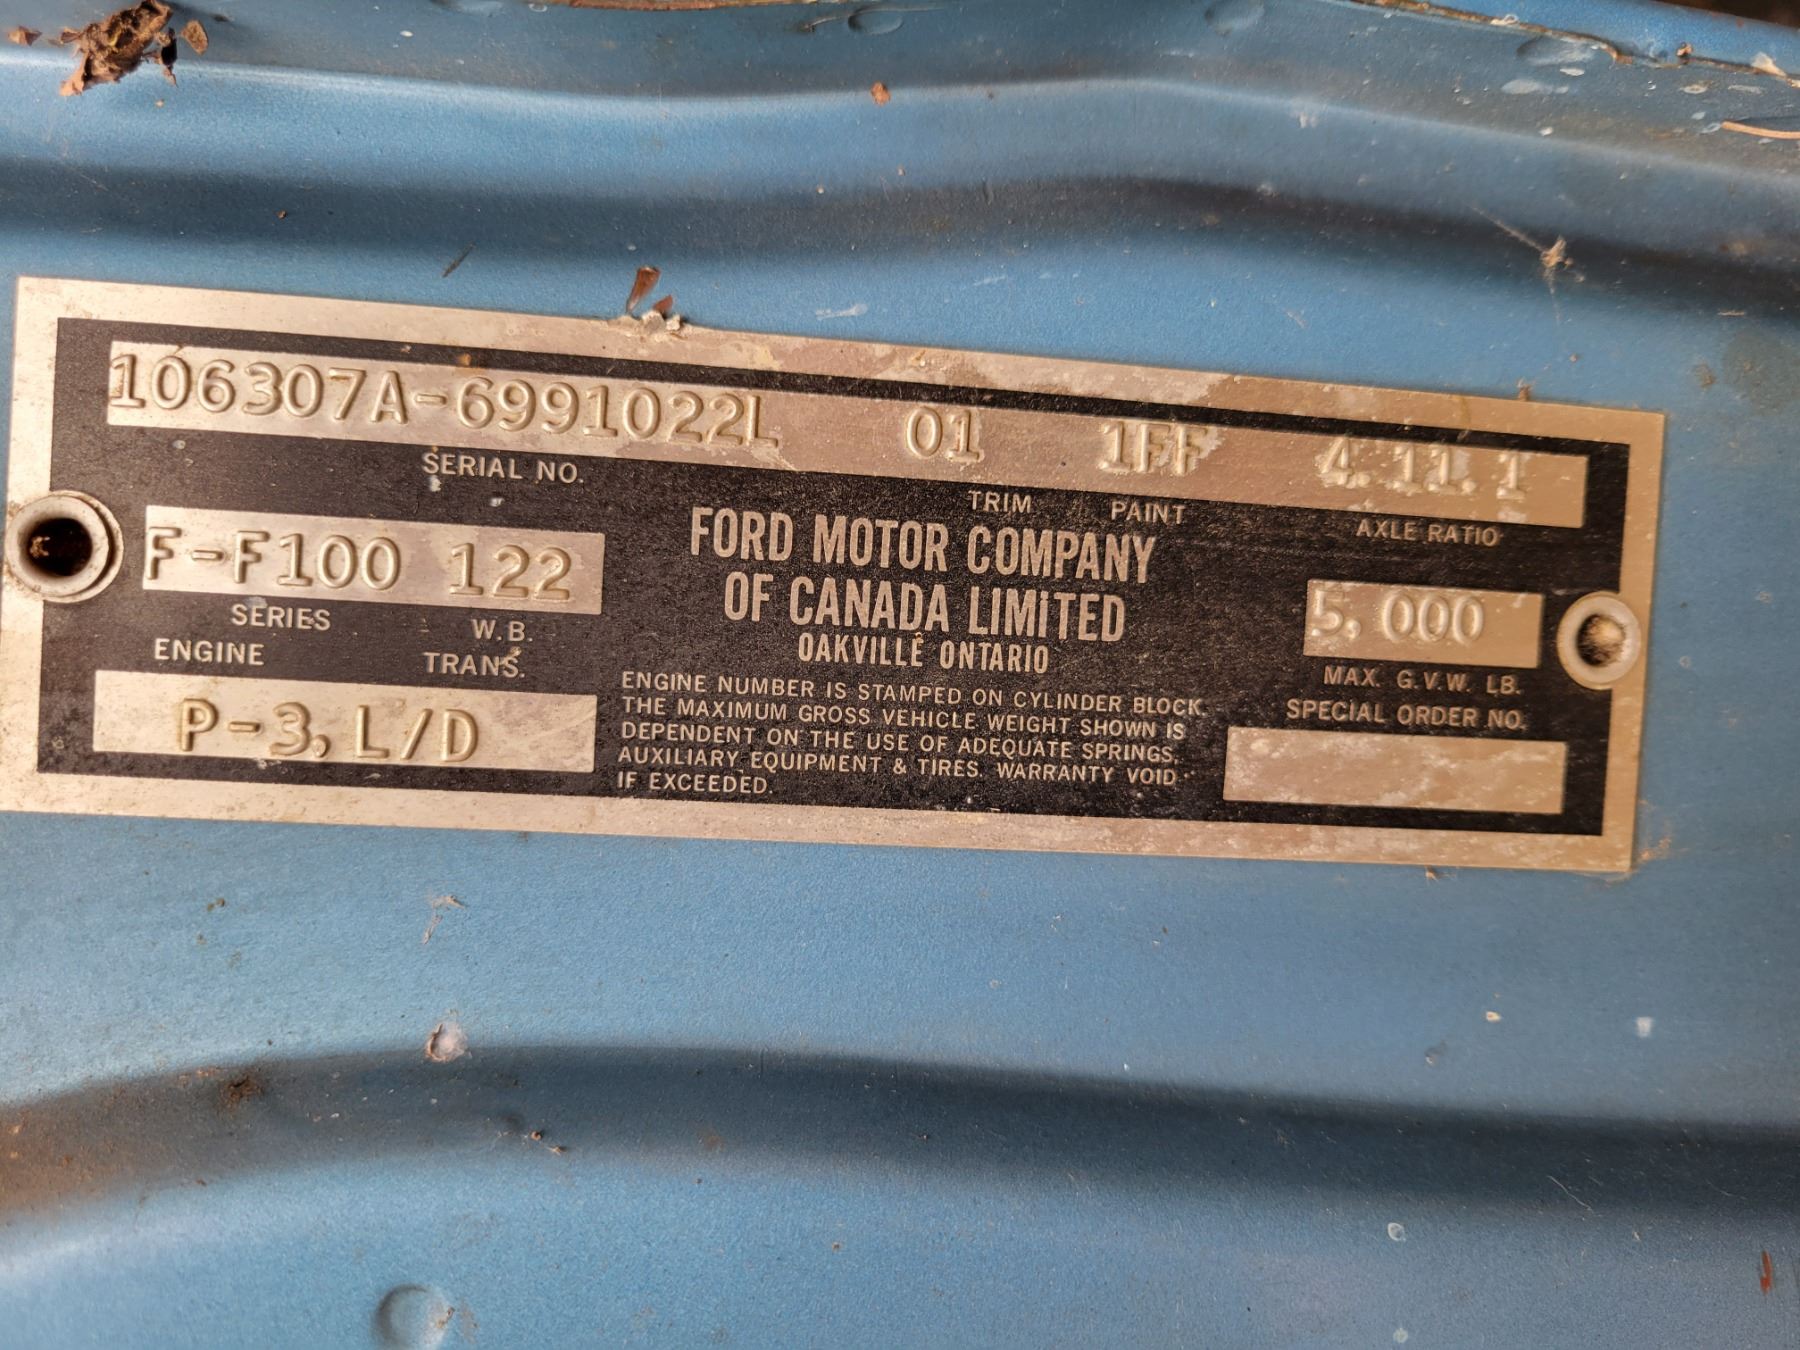 106307A-6991022L 01 1FF 4.11.1
SERIAL NO. TRIM PAINT AXLE RATIO
F-F100 122
SERIES W.B.
FORD MOTOR COMPANY
OF CANADA LIMITED
OAKVILLE ONTARIO
5,000
MAX. G.V.W. LB.
ENGINE TRANS.
P-3, L/D
ENGINE NUMBER IS STAMPED ON CYLINDER BLOCK.
THE MAXIMUM GROSS VEHICLE WEIGHT SHOWN IS
DEPENDENT ON THE USE OF ADEQUATE SPRINGS,
AUXILIARY EQUIPMENT & TIRES. WARRANTY VOID
IF EXCEEDED.
SPECIAL ORDER NO.